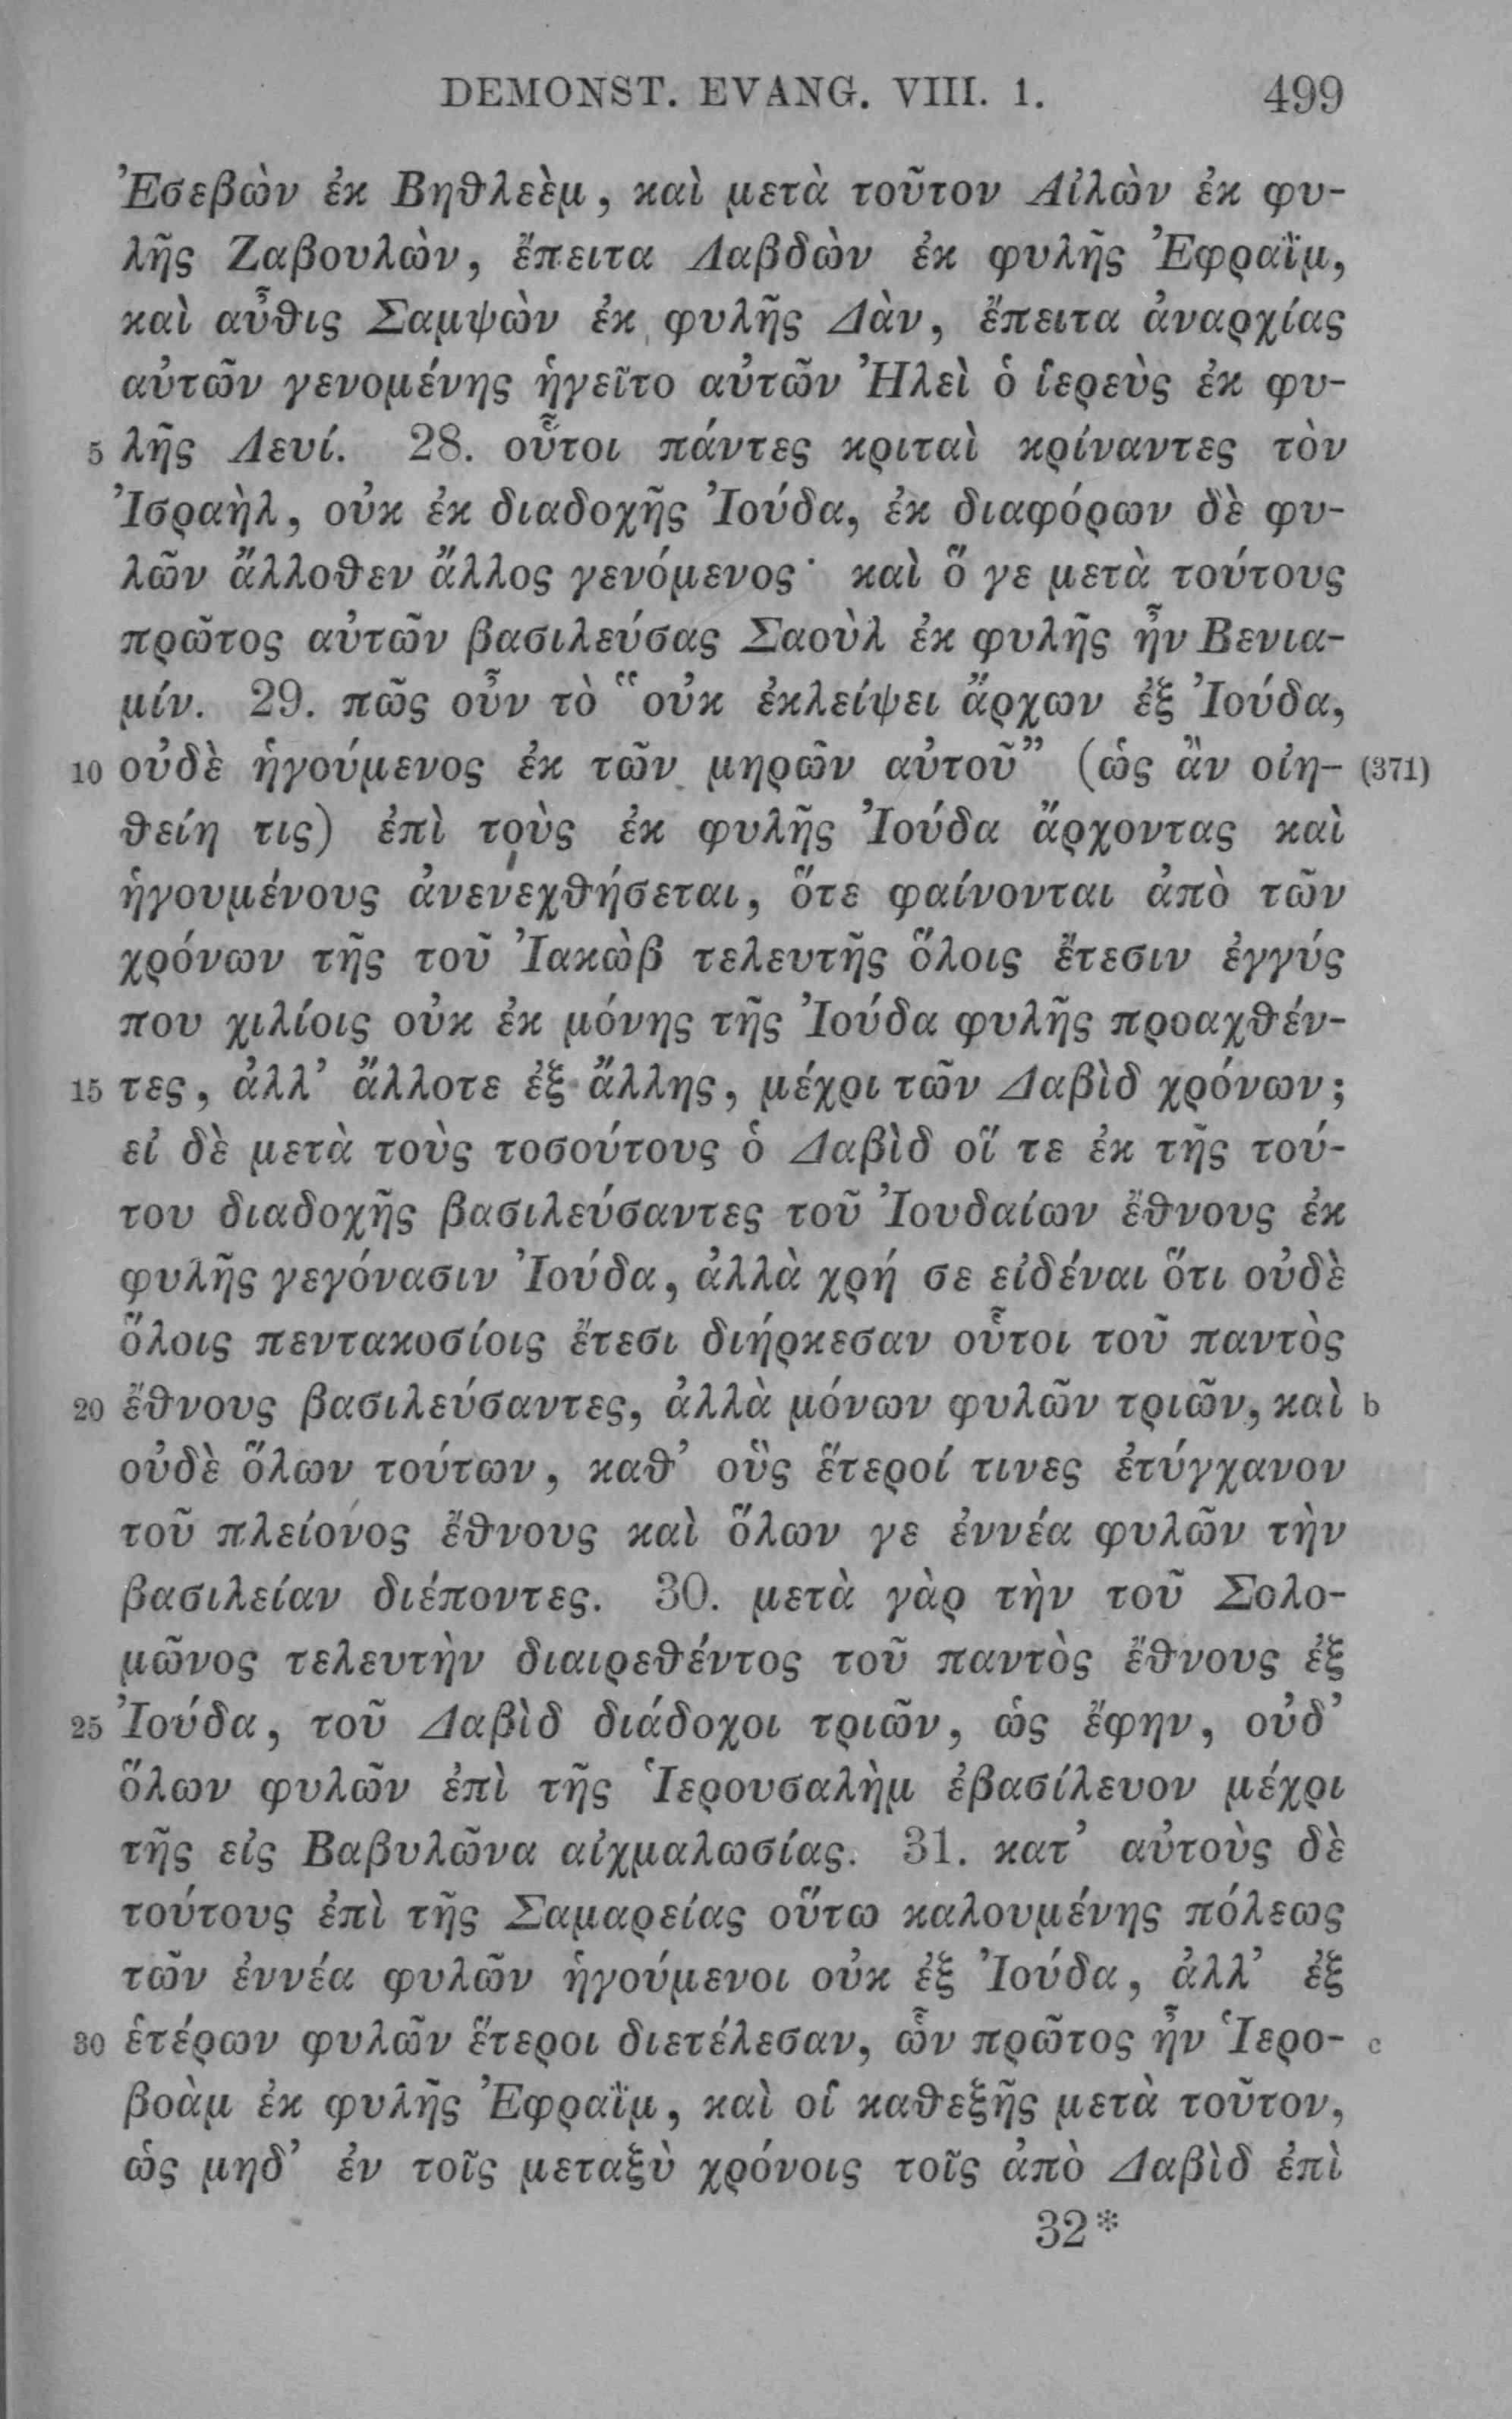 DEMONST. EVANG. VIII. 1. 499
Ἐσεβὼν ἐκ Βηθλεὲμ, καὶ μετὰ τοῦτον Αἰλὼν ἐκ φυ-
λῆς Ζαβουλὼν, ἔπειτα Λαβδὼν ἐκ φυλῆς Ἐφραῒμ,
καὶ αὖθις Σαμψὼν ἐκ φυλῆς Δὰν, ἔπειτα ἀναρχίας
αὐτῶν γενομένης ἡγεῖτο αὐτῶν Ἠλεὶ ὁ ἱερεὺς ἐκ φυ-
5 λῆς Λευί. 28. οὗτοι πάντες κριταὶ κρίναντες τὸν
Ἰσραὴλ, οὐκ ἐκ διαδοχῆς Ἰούδα, ἐκ διαφόρων δὲ φυ-
λῶν ἄλλοθεν ἄλλος γενόμενος· καὶ ὅ γε μετὰ τούτους
πρῶτος αὐτῶν βασιλεύσας Σαοὺλ ἐκ φυλῆς ἦν Βενια-
μίν. 29. πῶς οὖν τὸ “οὐκ ἐκλείψει ἄρχων ἐξ Ἰούδα,
10 οὐδὲ ἡγούμενος ἐκ τῶν μηρῶν αὐτοῦ” (ὡς ἂν οἰη- (371)
θείη τις) ἐπὶ τοὺς ἐκ φυλῆς Ἰούδα ἄρχοντας καὶ
ἡγουμένους ἀνενεχθήσεται, ὅτε φαίνονται ἀπὸ τῶν
χρόνων τῆς τοῦ Ἰακὼβ τελευτῆς ὅλοις ἔτεσιν ἐγγύς
που χιλίοις οὐκ ἐκ μόνης τῆς Ἰούδα φυλῆς προαχθέν-
15 τες, ἀλλ’ ἄλλοτε ἐξ ἄλλης, μέχρι τῶν Δαβὶδ χρόνων;
εἰ δὲ μετὰ τοὺς τοσούτους ὁ Δαβὶδ οἵ τε ἐκ τῆς τού-
του διαδοχῆς βασιλεύσαντες τοῦ Ἰουδαίων ἔθνους ἐκ
φυλῆς γεγόνασιν Ἰούδα, ἀλλὰ χρή σε εἰδέναι ὅτι οὐδὲ
ὅλοις πεντακοσίοις ἔτεσι διήρκεσαν οὗτοι τοῦ παντὸς
20 ἔθνους βασιλεύσαντες, ἀλλὰ μόνων φυλῶν τριῶν, καὶ b
οὐδὲ ὅλων τούτων, καθ’ οὓς ἕτεροί τινες ἐτύγχανον
τοῦ πλείονος ἔθνους καὶ ὅλων γε ἐννέα φυλῶν τὴν
βασιλείαν διέποντες. 30. μετὰ γὰρ τὴν τοῦ Σολο-
μῶνος τελευτὴν διαιρεθέντος τοῦ παντὸς ἔθνους ἐξ
25 Ἰούδα, τοῦ Δαβὶδ διάδοχοι τριῶν, ὡς ἔφην, οὐδ’
ὅλων φυλῶν ἐπὶ τῆς Ἱερουσαλὴμ ἐβασίλευον μέχρι
τῆς εἰς Βαβυλῶνα αἰχμαλωσίας. 31. κατ’ αὐτοὺς δὲ
τούτους ἐπὶ τῆς Σαμαρείας οὕτω καλουμένης πόλεως
τῶν ἐννέα φυλῶν ἡγούμενοι οὐκ ἐξ Ἰούδα, ἀλλ’ ἐξ
30 ἑτέρων φυλῶν ἕτεροι διετέλεσαν, ὧν πρῶτος ἦν Ἱερο- c
βοὰμ ἐκ φυλῆς Ἐφραῒμ, καὶ οἱ καθεξῆς μετὰ τοῦτον,
ὡς μηδ’ ἐν τοῖς μεταξὺ χρόνοις τοῖς ἀπὸ Δαβὶδ ἐπὶ
32*